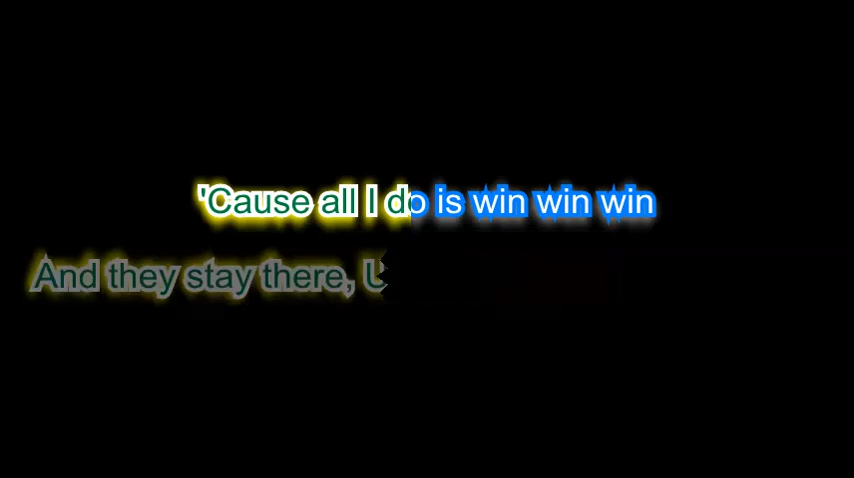 'Cause all I do is win win win
And they stay there, U